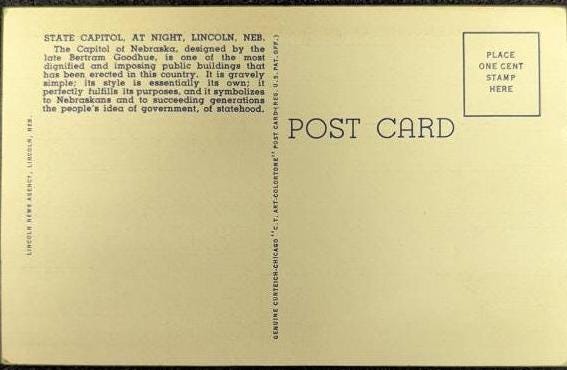 STATE CAPITOL, AT NIGHT, LINCOLN, NEB.
The Capitol of Nebraska, designed by the
late Bertram Goodhue, is one of the most
dignified and imposing public buildings that
has been erected in this country. It is gravely
simple; its style is essentially its own; it
perfectly fulfills its purposes, and it symbolizes
to Nebraskans and to succeeding generations
the people's idea of government, of statehood.
LINCOLN NEWS AGENCY, LINCOLN, NEB.
GENUINE CURTEICH-CHICAGO "C.T. ART-COLORTONE" POST CARD (REG. U.S. PAT. OFF.)
POST CARD
PLACE
ONE CENT
STAMP
HERE